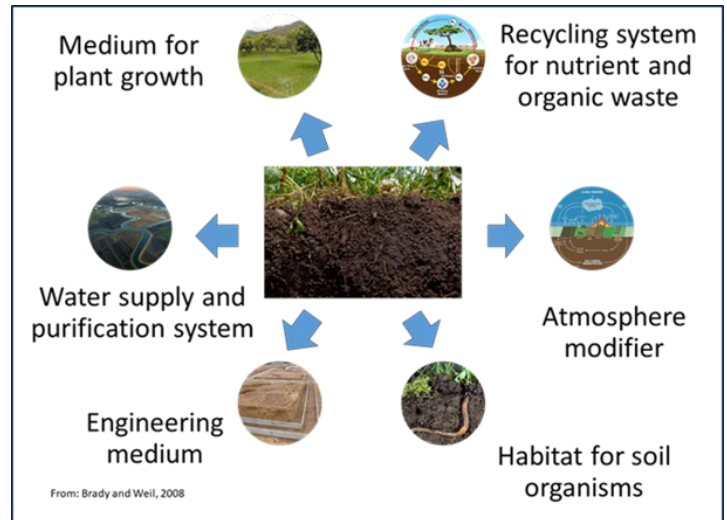 Medium for
plant growth
Recycling system
for nutrient and
organic waste
Water supply and
purification system
Atmosphere
modifier
Engineering
medium
Habitat for soil
organisms
From: Brady and Weil, 2008